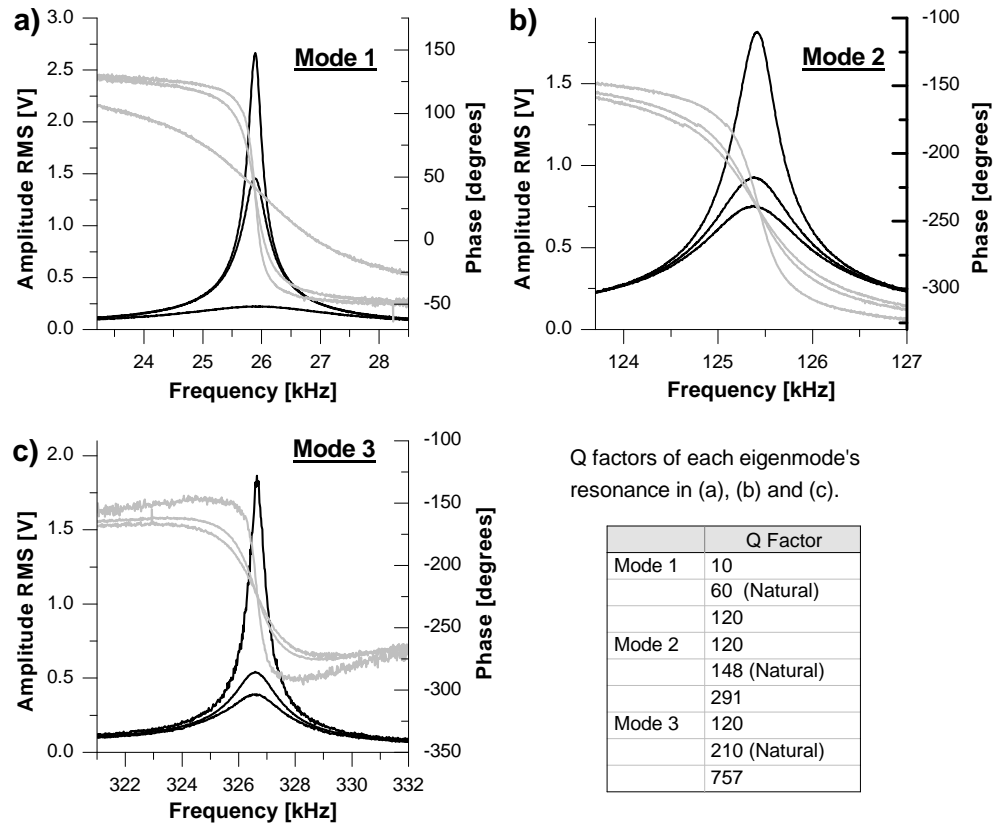 a)
Mode 1
Amplitude RMS [V]
3.0
2.5
2.0
1.5
1.0
0.5
0.0
24 25 26 27 28
Frequency [kHz]
150
100
50
0
-50
Phase [degrees]
b)
Mode 2
Amplitude RMS [V]
1.5
1.0
0.5
0.0
124 125 126 127
Frequency [kHz]
-100
-150
-200
-250
-300
Phase [degrees]
c)
Mode 3
Amplitude RMS [V]
2.0
1.5
1.0
0.5
0.0
322 324 326 328 330 332
Frequency [kHz]
-100
-150
-200
-250
-300
-350
Phase [degrees]
Q factors of each eigenmode's
resonance in (a), (b) and (c).
Q Factor
Mode 1 10
60 (Natural)
120
Mode 2 120
148 (Natural)
291
Mode 3 120
210 (Natural)
757